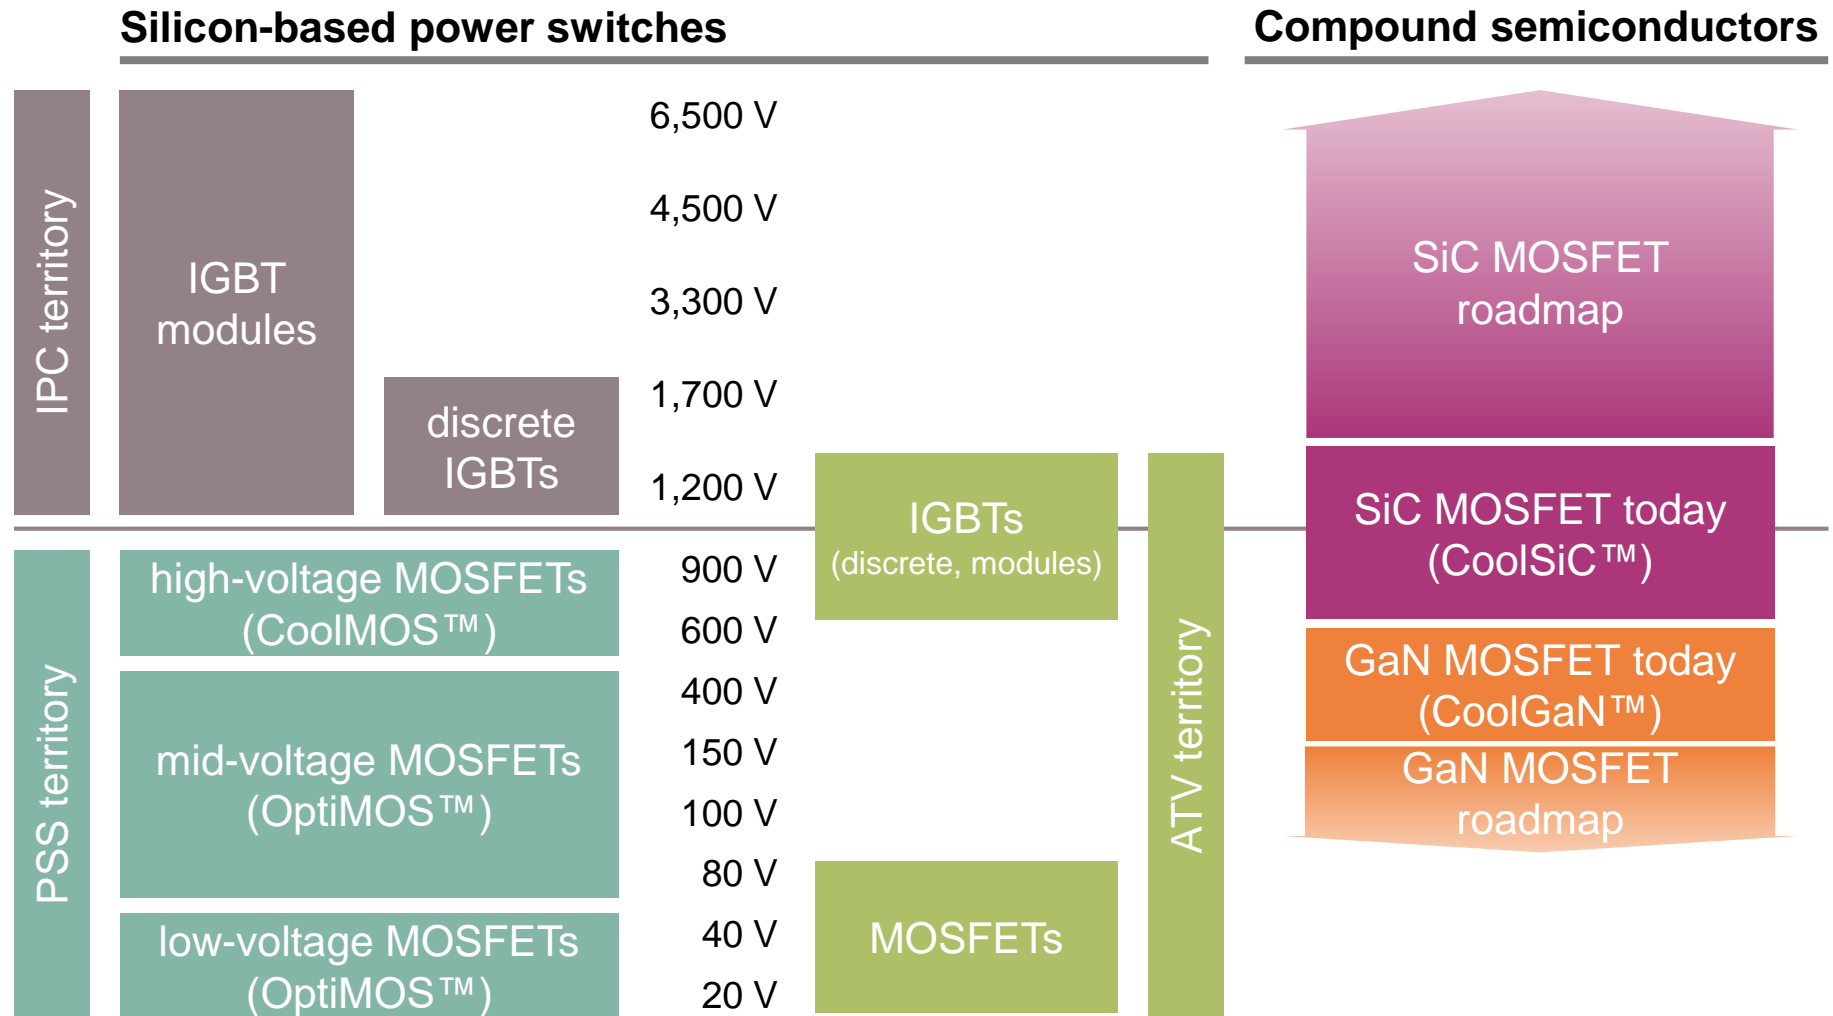 Silicon-based power switches
Compound semiconductors
IPC territory
IGBT
modules
discrete
IGBTs
6,500 V
4,500 V
3,300 V
1,700 V
1,200 V
900 V
600 V
400 V
150 V
100 V
80 V
40 V
20 V
PSS territory
high-voltage MOSFETs
(CoolMOS™)
mid-voltage MOSFETs
(OptiMOS™)
low-voltage MOSFETs
(OptiMOS™)
IGBTs
(discrete, modules)
MOSFETs
ATV territory
SiC MOSFET
roadmap
SiC MOSFET today
(CoolSiC™)
GaN MOSFET today
(CoolGaN™)
GaN MOSFET
roadmap